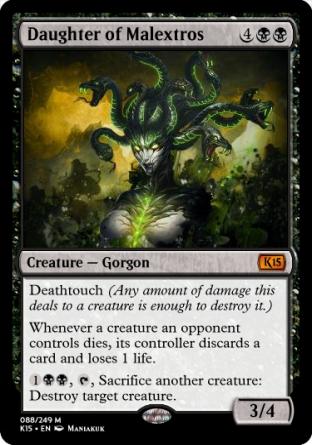 Daughter of Malextros 4
Creature — Gorgon K15
Deathtouch (Any amount of damage this
deals to a creature is enough to destroy it.)
Whenever a creature an opponent
controls dies, its controller discards a
card and loses 1 life.
1, , Sacrifice another creature:
Destroy target creature.
3/4
088/249 M
K15 • EN Maniakuk